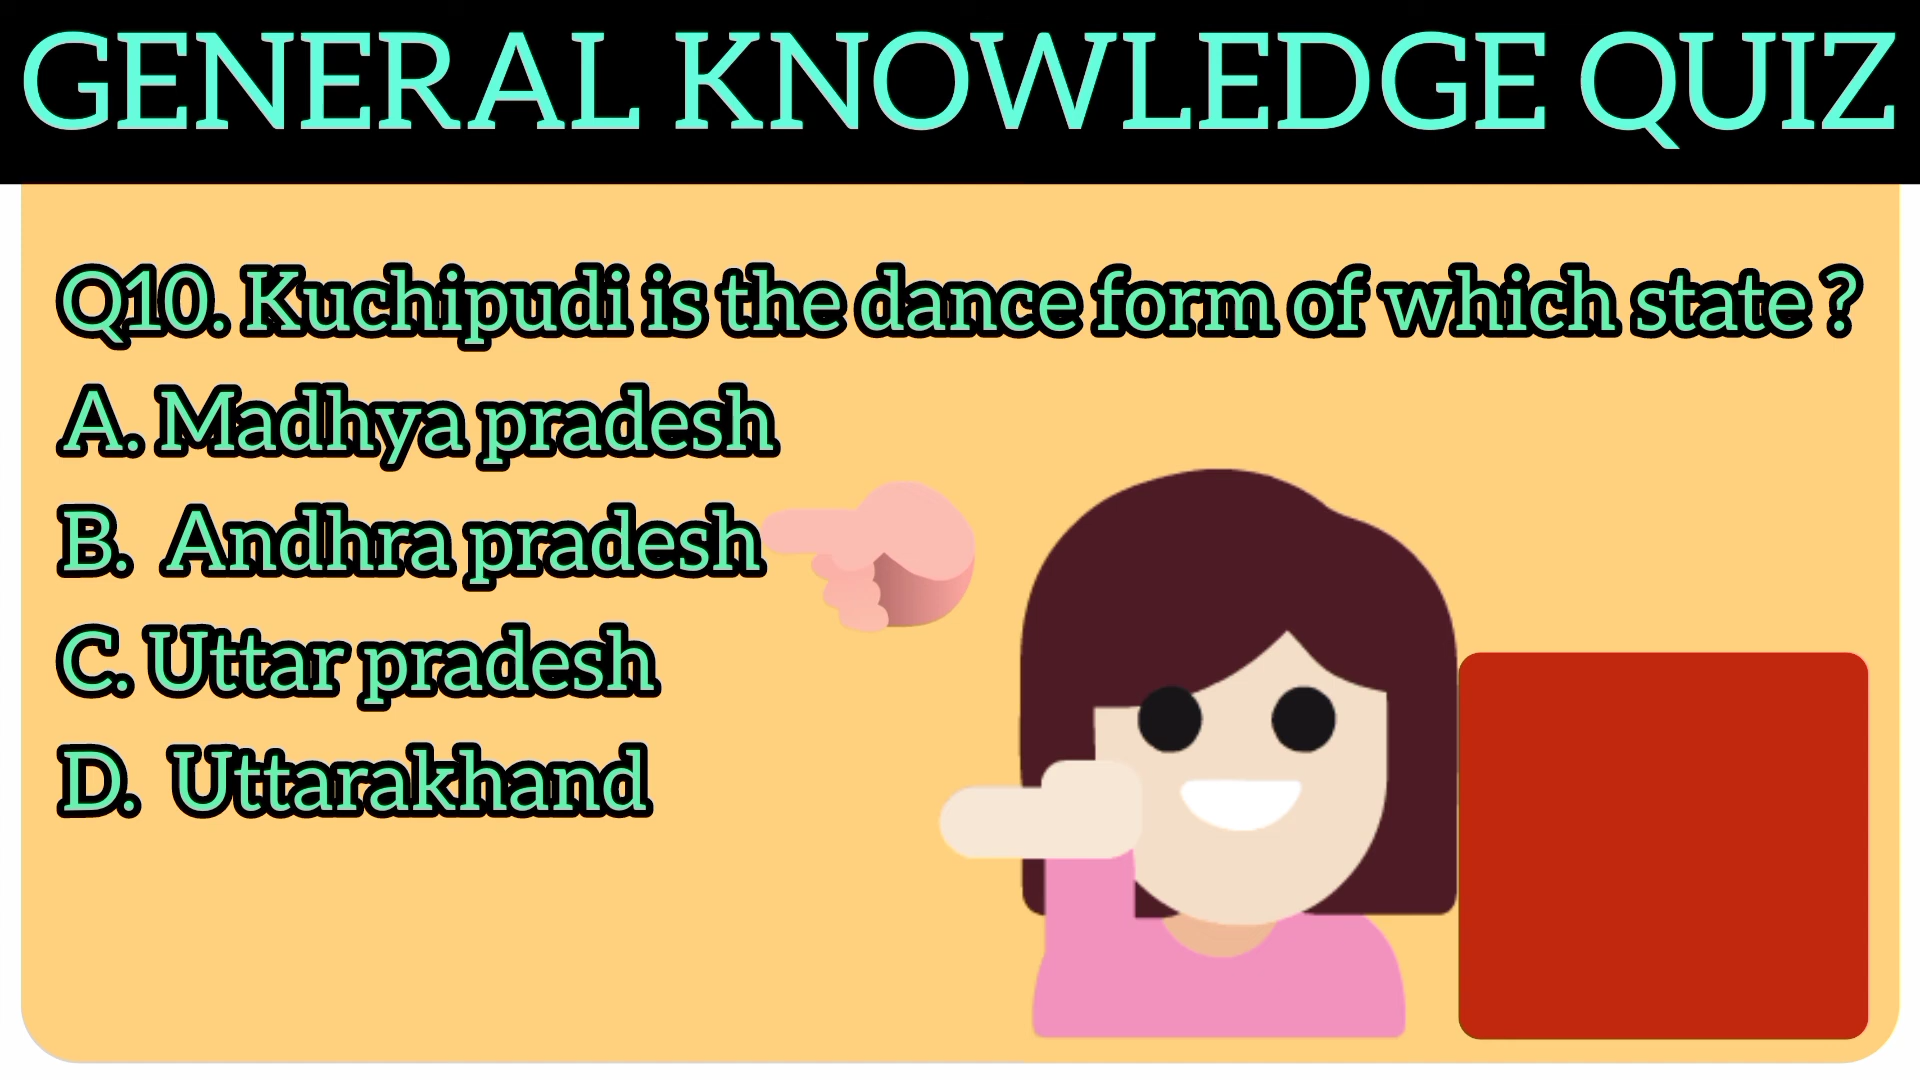 GENERAL KNOWLEDGE QUIZ
Q10. Kuchipudi is the dance form of which state ?
A. Madhya pradesh
B. Andhra pradesh
C. Uttar pradesh
D. Uttarakhand